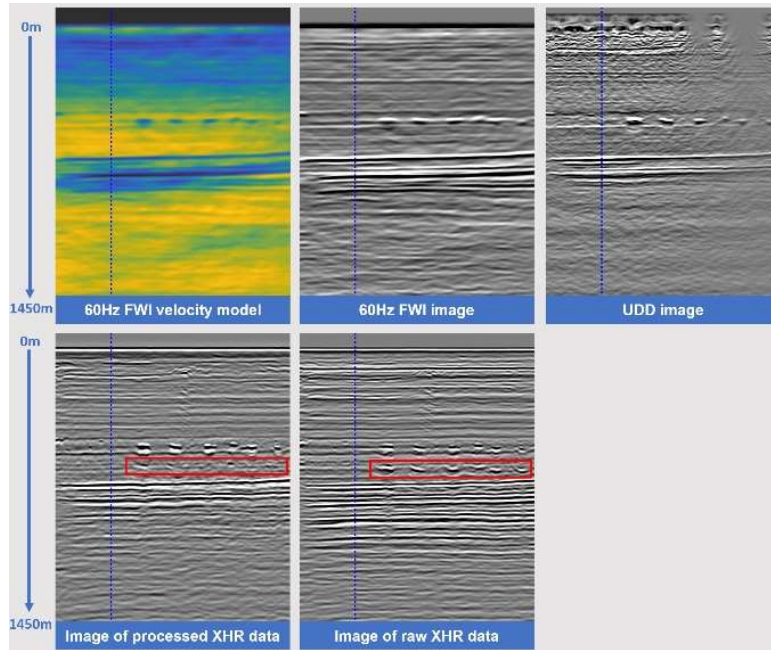 0m
1450m
60Hz FWI velocity model
60Hz FWI image
UDD image
0m
1450m
Image of processed XHR data
Image of raw XHR data